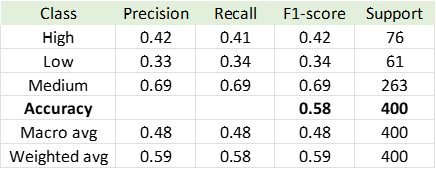 Class Precision Recall F1-score Support
High 0.42 0.41 0.42 76
Low 0.33 0.34 0.34 61
Medium 0.69 0.69 0.69 263
Accuracy 0.58 400
Macro avg 0.48 0.48 0.48 400
Weighted avg 0.59 0.58 0.59 400